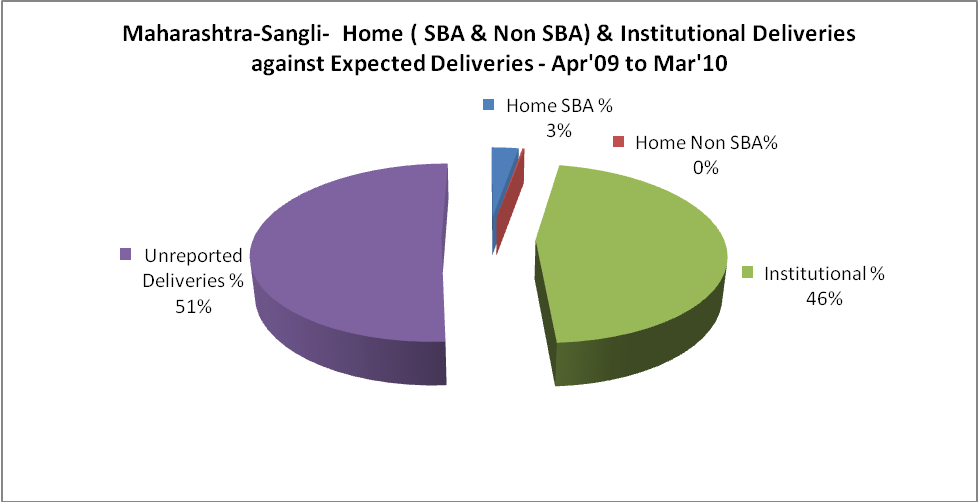 Maharashtra-Sangli- Home ( SBA & Non SBA) & Institutional Deliveries
against Expected Deliveries - Apr'09 to Mar'10
Home SBA %
3%
Home Non SBA%
0%
Unreported
Deliveries %
51%
Institutional %
46%